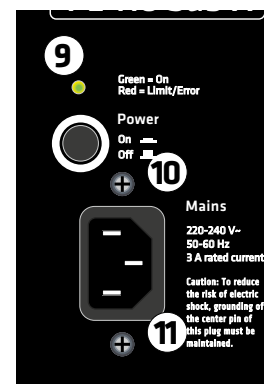 9
Green = On
Red = Limit/Error
Power
On
Off
10
Mains
220-240 V~
50-60 Hz
3 A rated current
Caution: To reduce
the risk of electric
shock, grounding of
the center pin of
this plug must be
maintained.
11